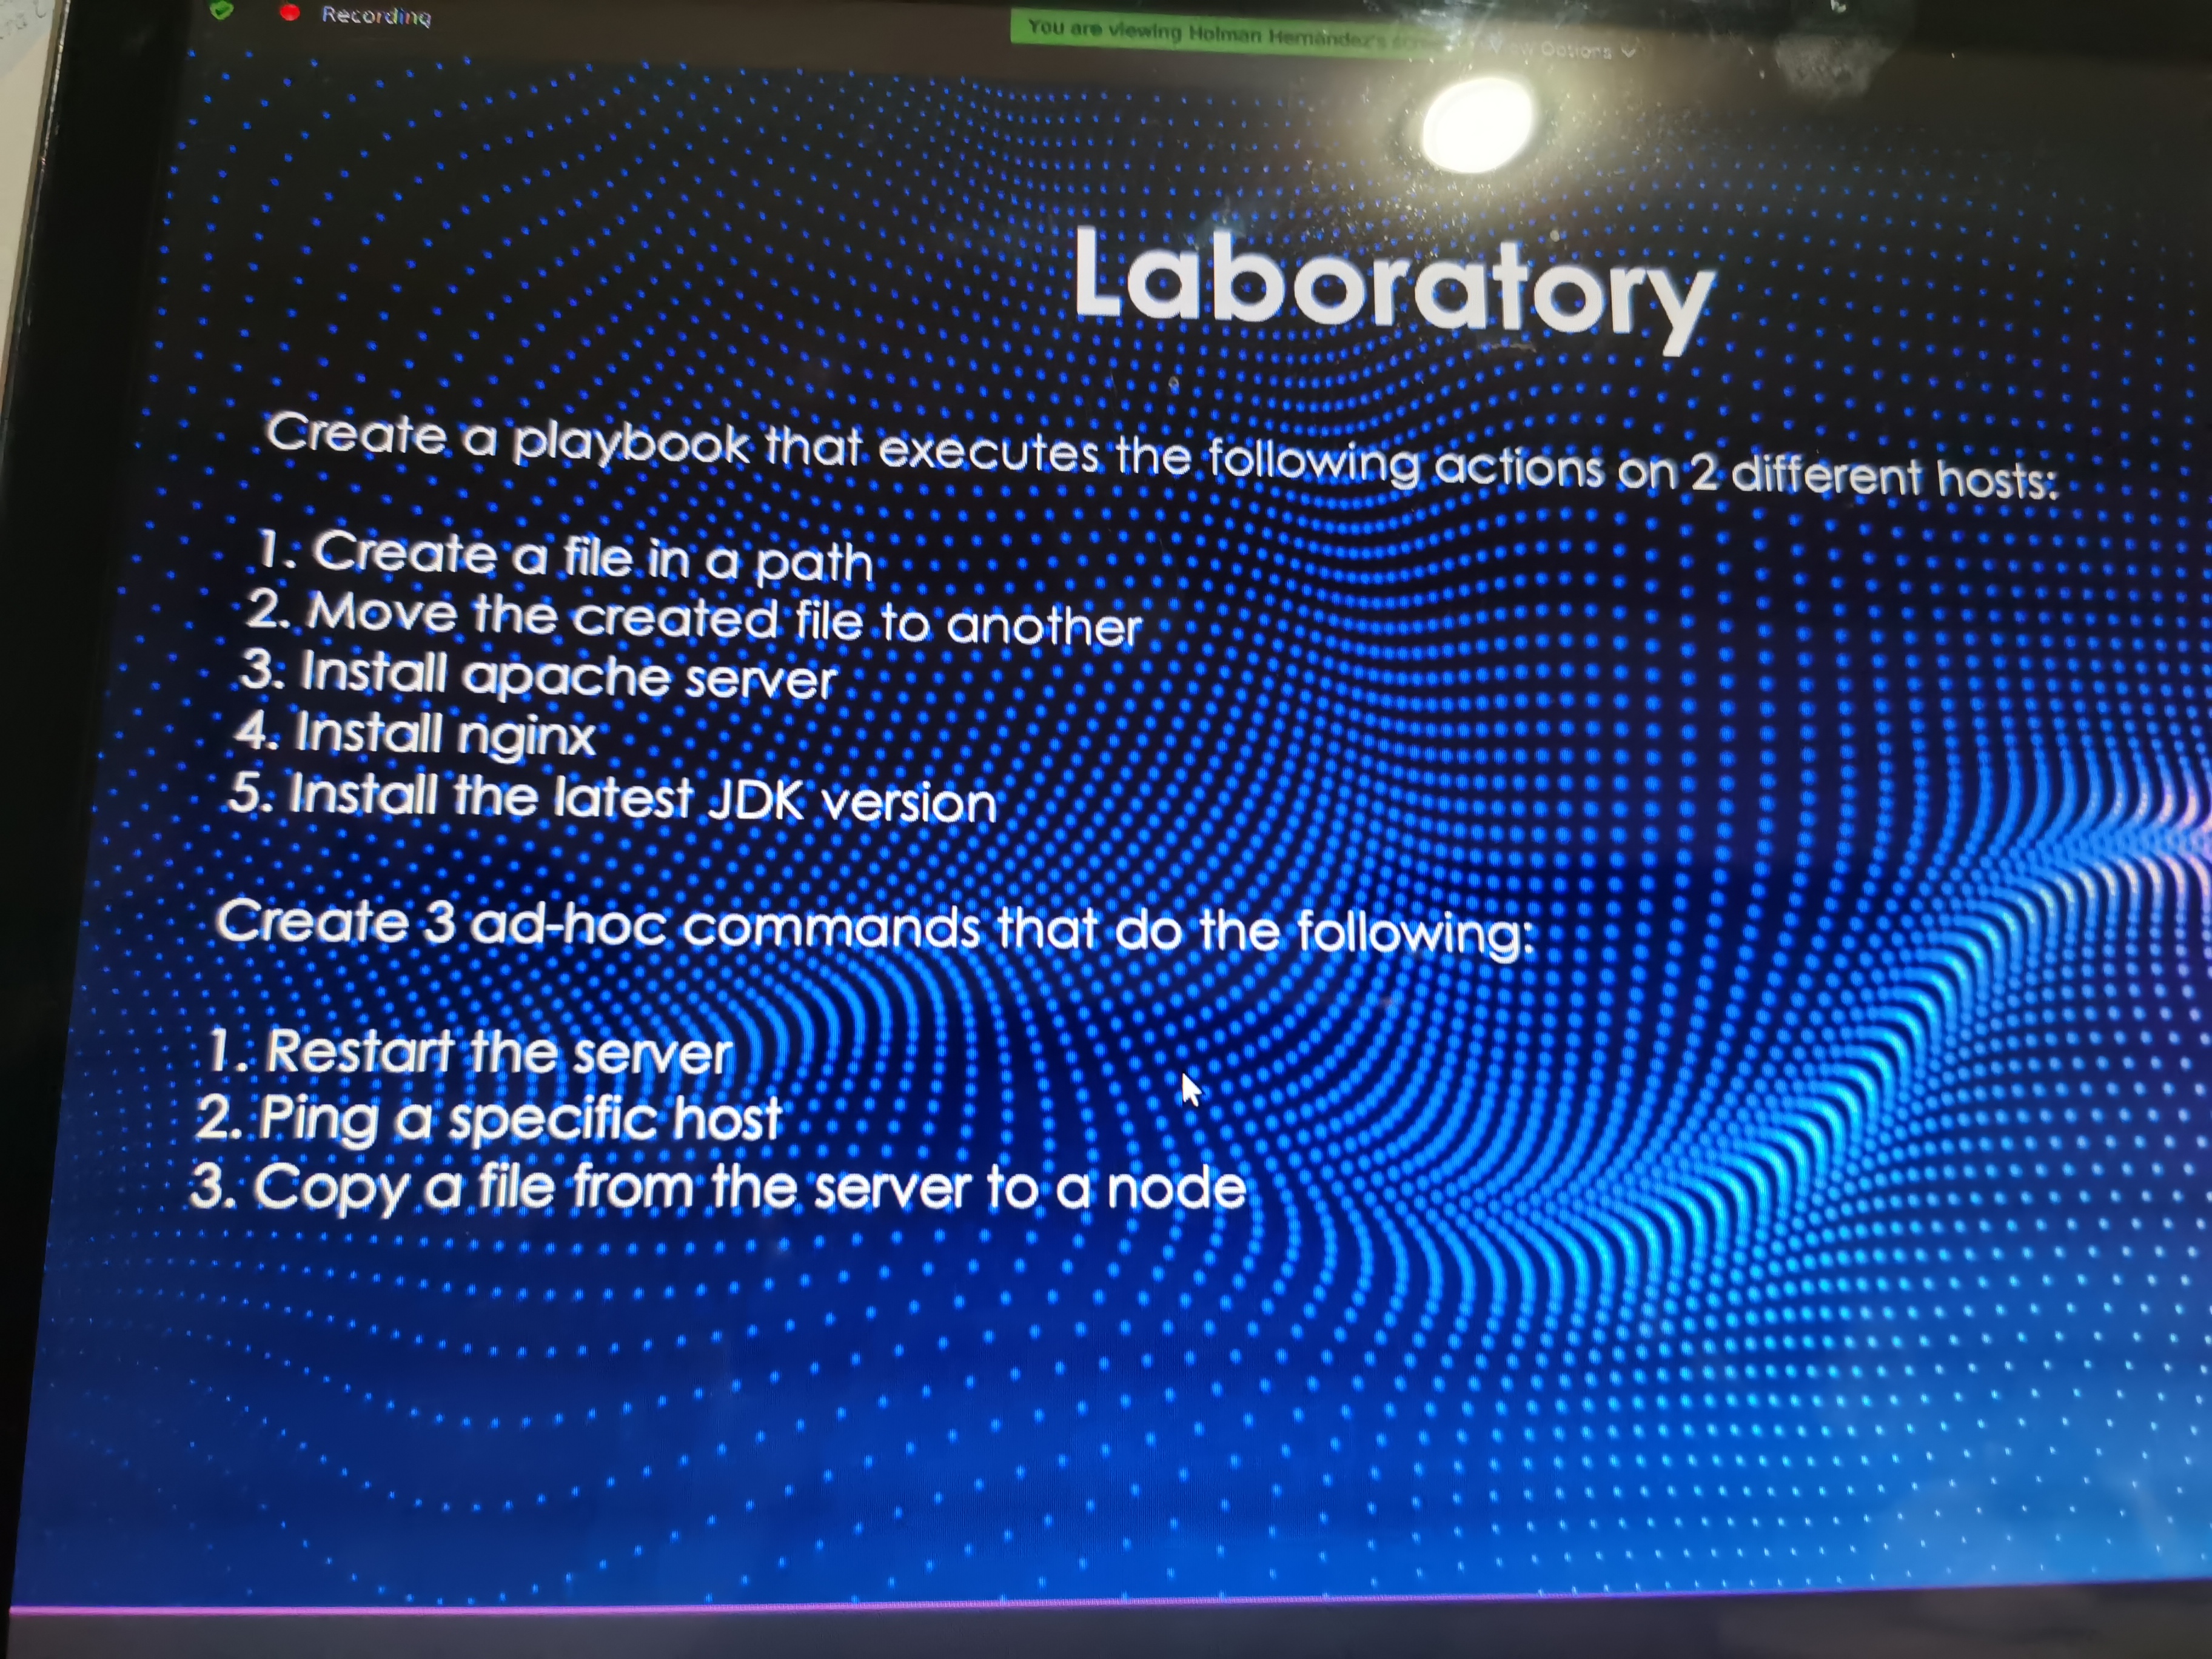 Recording
You are viewing Holman Hernández's
Options
Laboratory
Create a playbook that executes the following actions on 2 different hosts:
1. Create a file in a path
2. Move the created file to another
3. Install apache server
4. Install nginx
5. Install the latest JDK version
Create 3 ad-hoc commands that do the following:
1. Restart the server
2. Ping a specific host
3. Copy a file from the server to a node